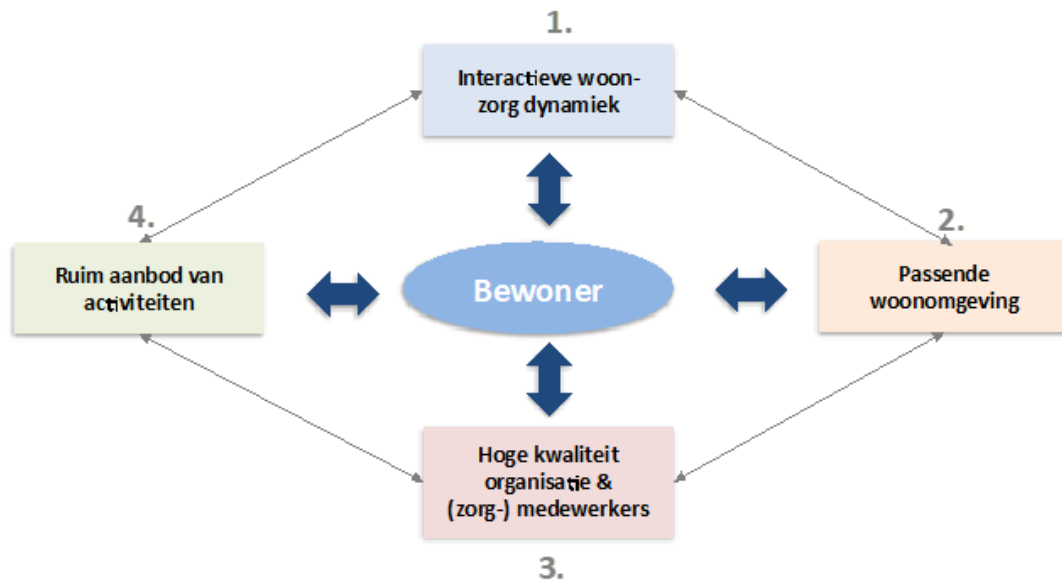 1.
Interactieve woon-
zorg dynamiek
4.
2.
Ruim aanbod van
activiteiten
Bewoner
Passende
woonomgeving
Hoge kwaliteit
organisatie &
(zorg-) medewerkers
3.